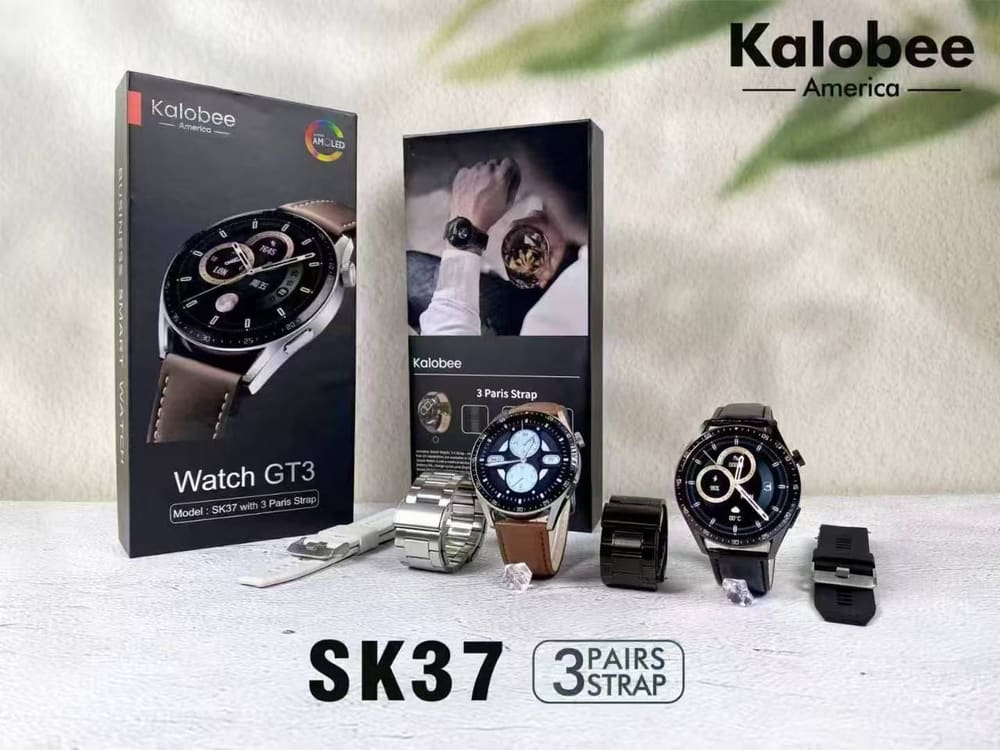 Kalobee
America
Kalobee
America
AMOLED
BUSINESS SMART WATCH
Watch GT3
Model : SK37 with 3 Paris Strap
Kalobee
3 Paris Strap
SK37
3 PAIRS
STRAP